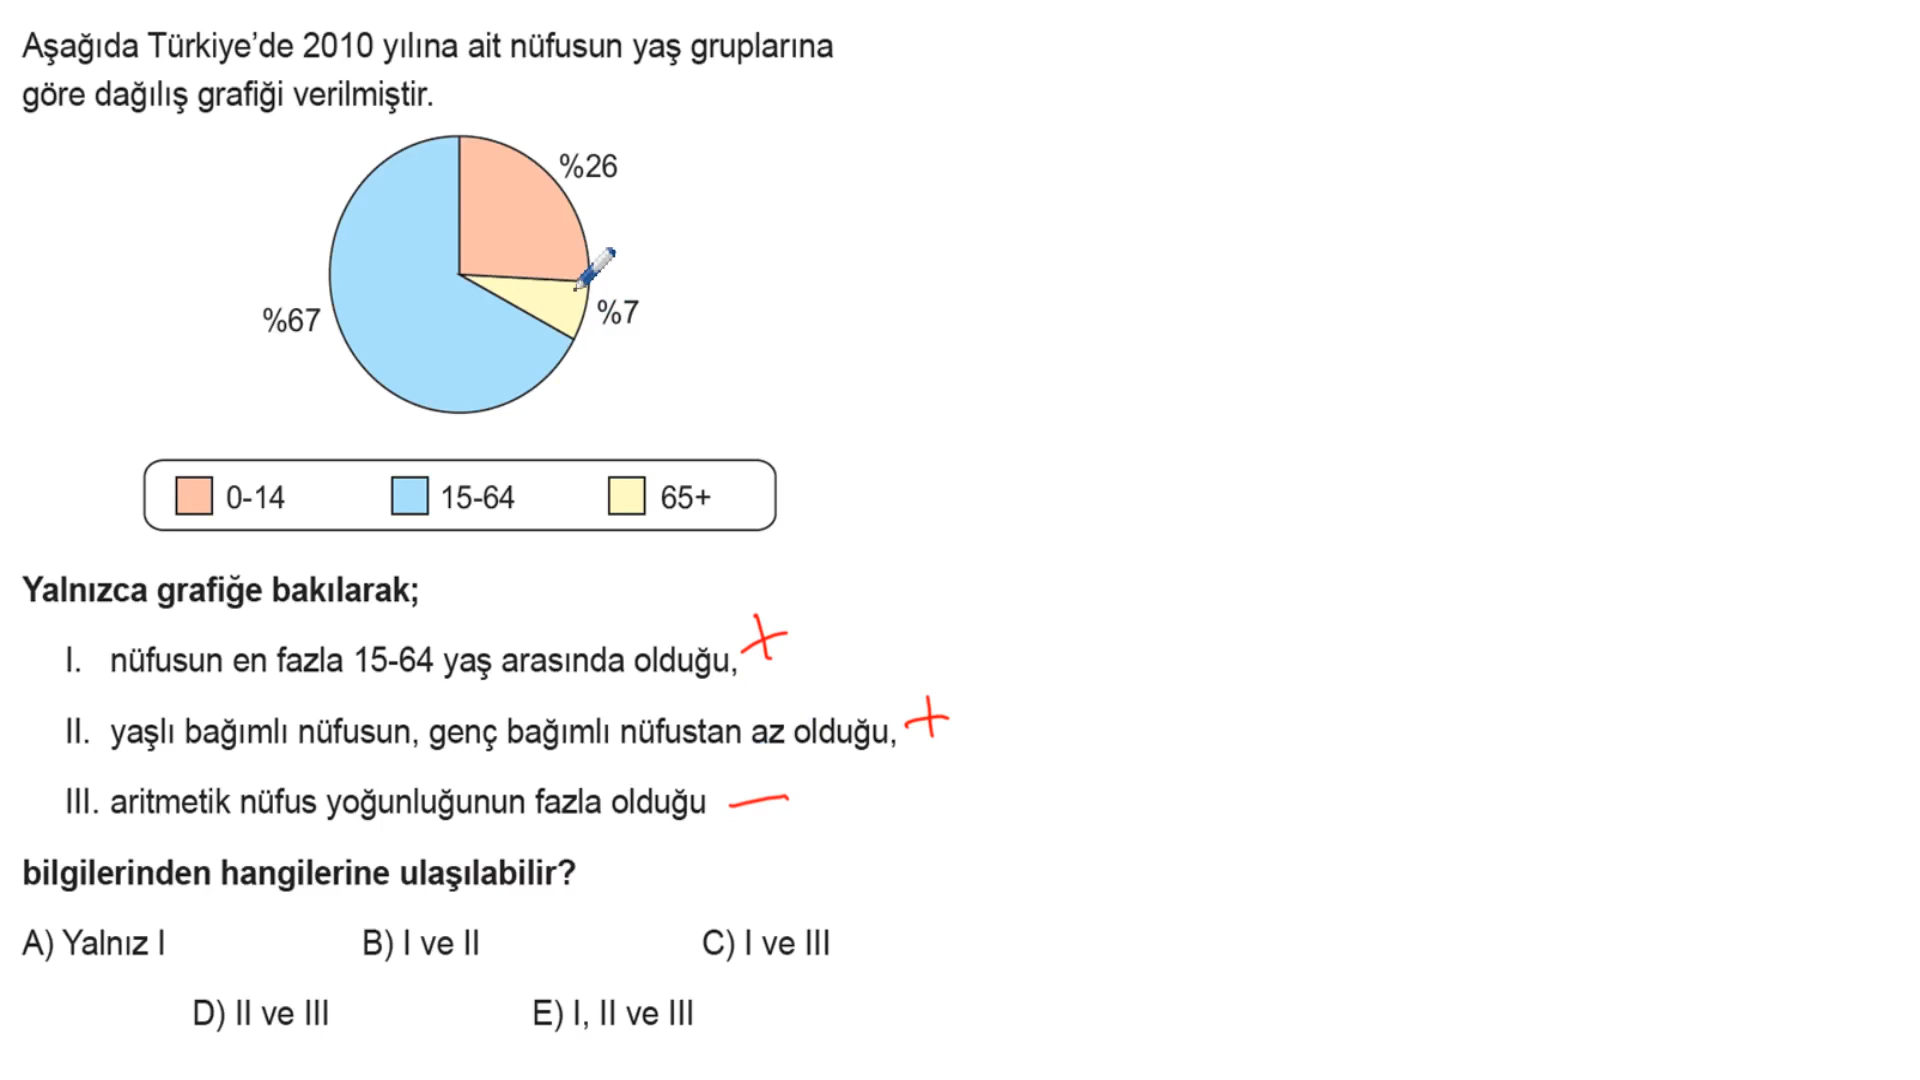 Aşağıda Türkiye’de 2010 yılına ait nüfusun yaş gruplarına
göre dağılış grafiği verilmiştir.
%26
%7
%67
0-14 15-64 65+
Yalnızca grafiğe bakılarak;
I. nüfusun en fazla 15-64 yaş arasında olduğu, +
II. yaşlı bağımlı nüfusun, genç bağımlı nüfustan az olduğu, +
III. aritmetik nüfus yoğunluğunun fazla olduğu —
bilgilerinden hangilerine ulaşılabilir?
A) Yalnız I B) I ve II C) I ve III
D) II ve III E) I, II ve III